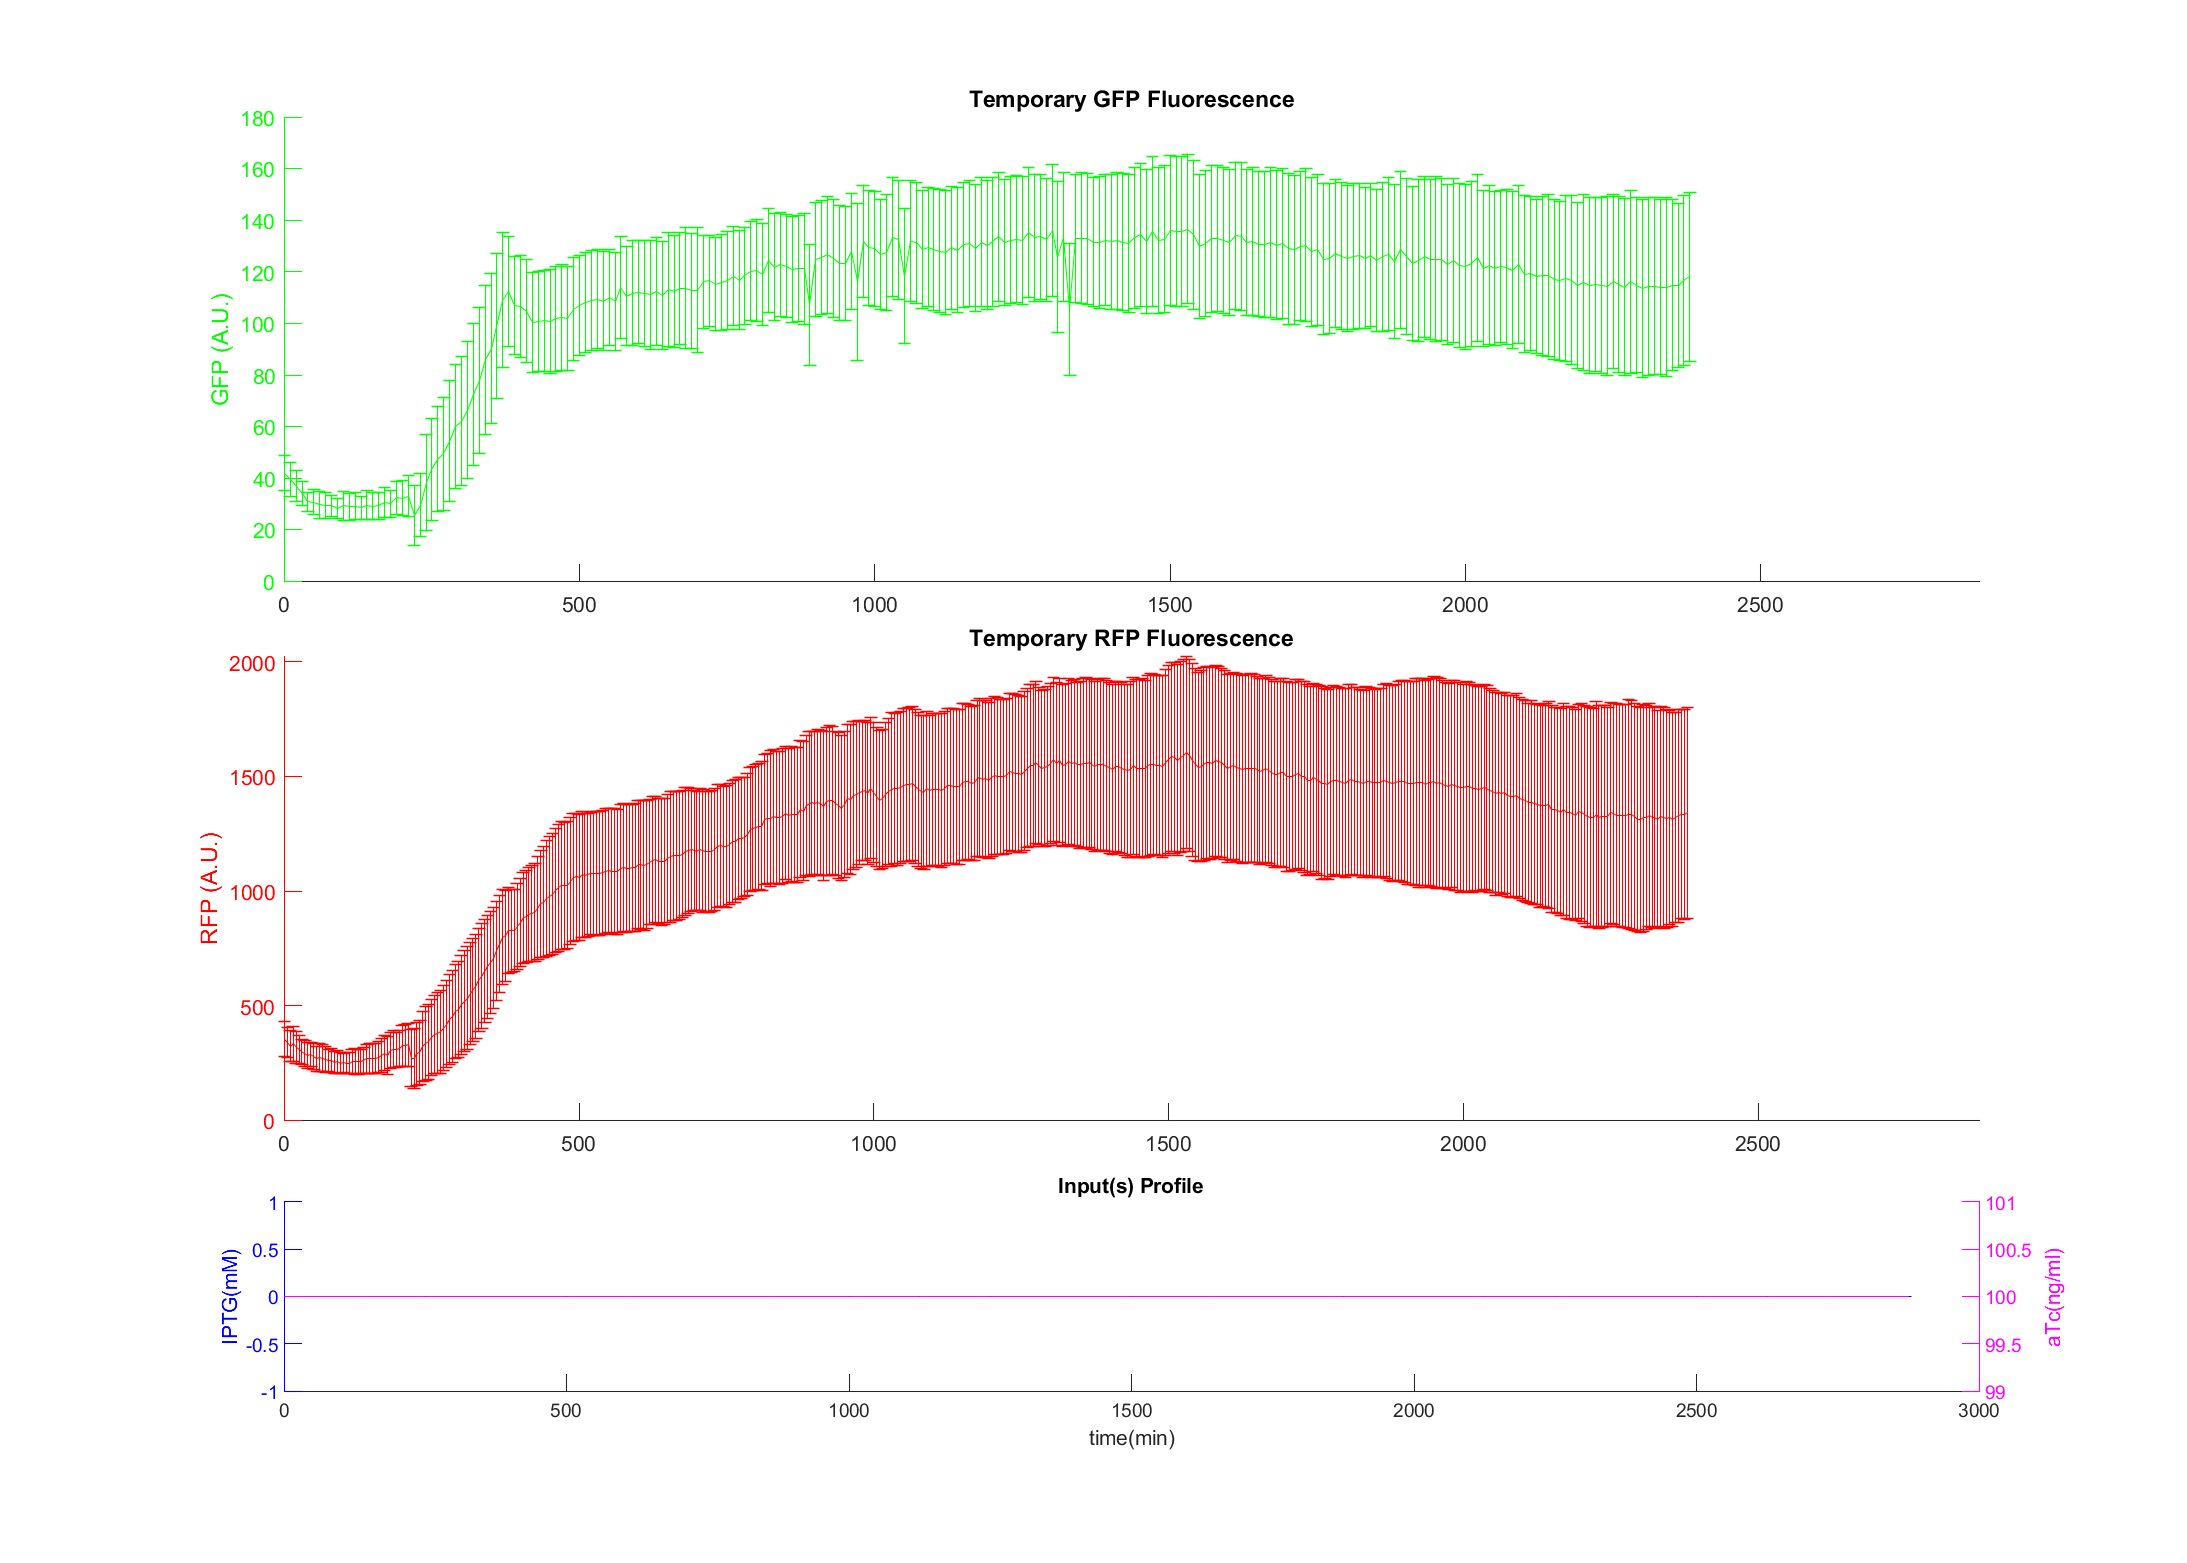 Temporary GFP Fluorescence
180
160
140
120
100
80
60
40
20
0
GFP (A.U.)
0 500 1000 1500 2000 2500
Temporary RFP Fluorescence
2000
1500
1000
500
0
RFP (A.U.)
0 500 1000 1500 2000 2500
Input(s) Profile
1 101
0.5 100.5
0 100
-0.5 99.5
-1 99
IPTG(mM)
aTc(ng/ml)
0 500 1000 1500 2000 2500 3000
time(min)